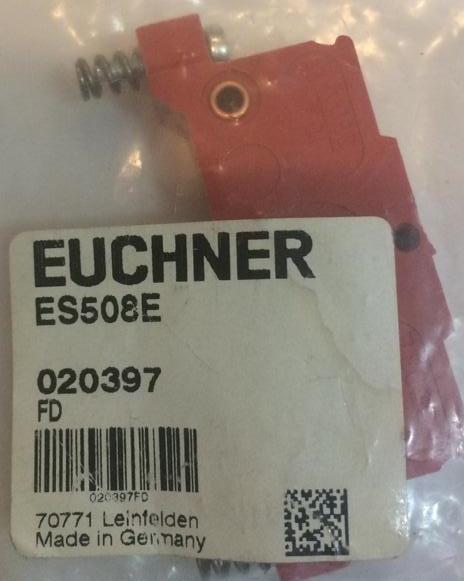 EUCHNER
ES508E
020397
FD
020397FD
70771 Leinfelden
Made in Germany